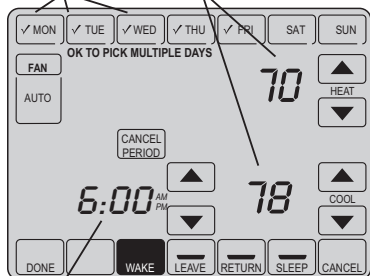 ✓ MON ✓ TUE ✓ WED ✓ THU ✓ FRI SAT SUN
OK TO PICK MULTIPLE DAYS
FAN
AUTO
70
HEAT
CANCEL
PERIOD
6:00 AM
PM
78
COOL
DONE WAKE LEAVE RETURN SLEEP CANCEL